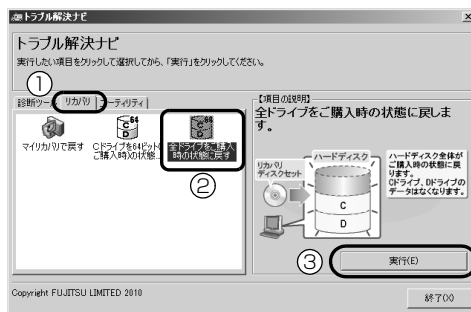 トラブル解決ナビ
トラブル解決ナビ
実行したい項目をクリックして選択してから、「実行」をクリックしてください。
①
診断ツール
リカバリ
ユーティリティ
マイリカバリで戻す
Cドライブを64ビット(
ご購入時)の状態...
64
C
全ドライブをご購入
時の状態に戻す
②
【項目の説明】
全ドライブをご購入時の状態に戻しま
す。
リカバリ
ディスクセット
ハードディスク
C
D
ハードディスク全体が
ご購入時の状態に戻
ります。
Cドライブ、Dドライブの
データはなくなります。
③
実行(E)
Copyright FUJITSU LIMITED 2010
終了(X)